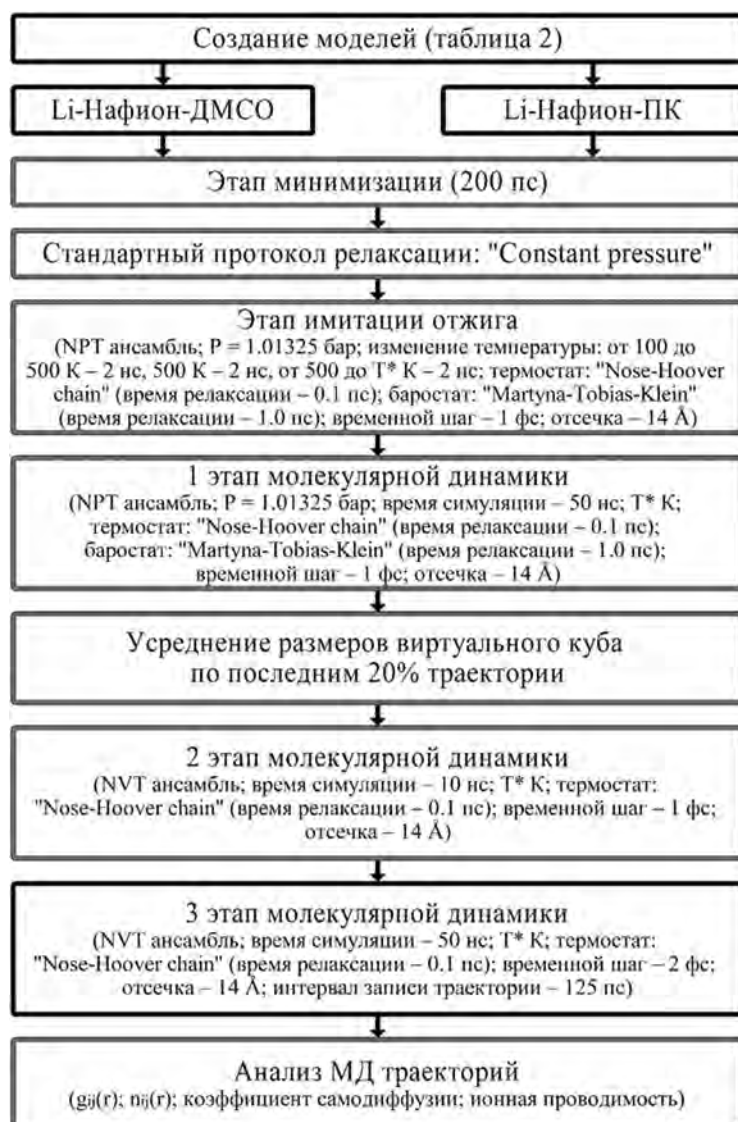 Создание моделей (таблица 2)
Li-Нафион-ДМСО
Li-Нафион-ПК
Этап минимизации (200 пс)
Стандартный протокол релаксации: "Constant pressure"
Этап имитации отжига
(NPT ансамбль; P = 1.01325 бар; изменение температуры: от 100 до
500 К – 2 нс, 500 К – 2 нс, от 500 до Т* К – 2 нс; термостат: "Nose-Hoover
chain" (время релаксации – 0.1 пс); баростат: "Martyna-Tobias-Klein"
(время релаксации – 1.0 пс); временной шаг – 1 фс; отсечка – 14 Å)
1 этап молекулярной динамики
(NPT ансамбль; P = 1.01325 бар; время симуляции – 50 нс; Т* К;
термостат: "Nose-Hoover chain" (время релаксации – 0.1 пс);
баростат: "Martyna-Tobias-Klein" (время релаксации – 1.0 пс);
временной шаг – 1 фс; отсечка – 14 Å)
Усреднение размеров виртуального куба
по последним 20% траектории
2 этап молекулярной динамики
(NVT ансамбль; время симуляции – 10 нс; Т* К; термостат:
"Nose-Hoover chain" (время релаксации – 0.1 пс); временной шаг – 1 фс;
отсечка – 14 Å)
3 этап молекулярной динамики
(NVT ансамбль; время симуляции – 50 нс; Т* К; термостат:
"Nose-Hoover chain" (время релаксации – 0.1 пс); временной шаг – 2 фс;
отсечка – 14 Å; интервал записи траектории – 125 пс)
Анализ МД траекторий
(gij(r); nij(r); коэффициент самодиффузии; ионная проводимость)